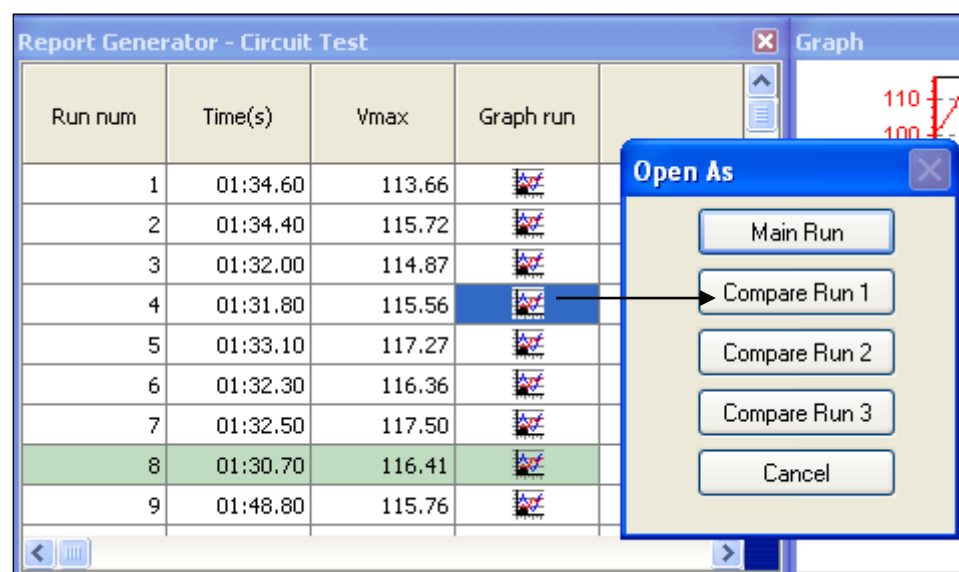 Report Generator - Circuit Test
Run num Time(s) Vmax Graph run
1 01:34.60 113.66
2 01:34.40 115.72
3 01:32.00 114.87
4 01:31.80 115.56
5 01:33.10 117.27
6 01:32.30 116.36
7 01:32.50 117.50
8 01:30.70 116.41
9 01:48.80 115.76
Graph
110
100
Open As
Main Run
Compare Run 1
Compare Run 2
Compare Run 3
Cancel